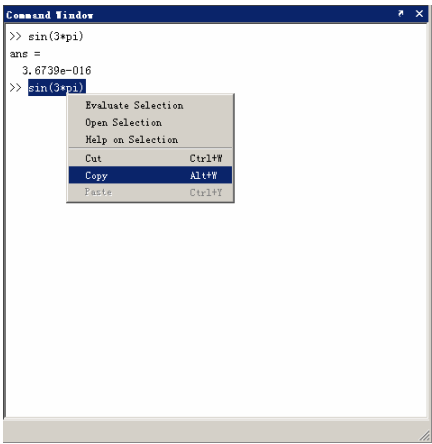 Command Window
>> sin(3*pi)
ans =
3.6739e-016
>> sin(3*pi)
Evaluate Selection
Open Selection
Help on Selection
Cut Ctrl+W
Copy Alt+W
Paste Ctrl+Y